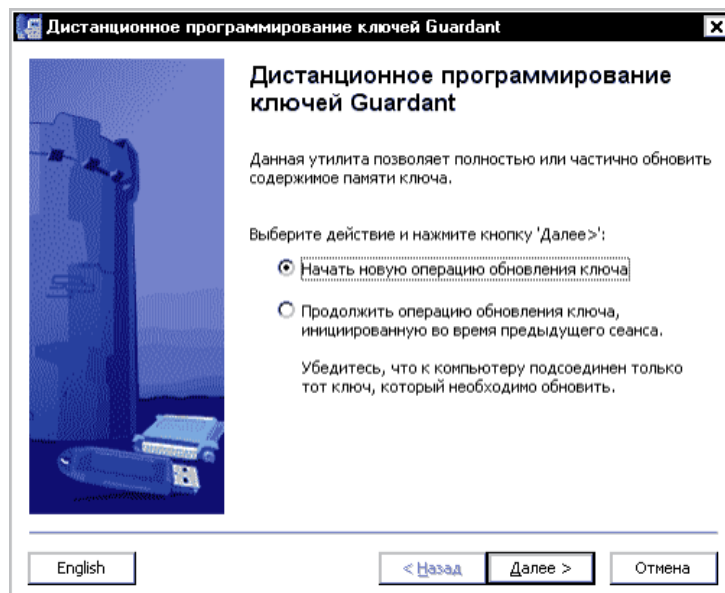 Дистанционное программирование ключей Guardant
Дистанционное программирование
ключей Guardant
Данная утилита позволяет полностью или частично обновить
содержимое памяти ключа.
Выберите действие и нажмите кнопку 'Далее>':
Начать новую операцию обновления ключа
Продолжить операцию обновления ключа,
инициированную во время предыдущего сеанса.
Убедитесь, что к компьютеру подсоединен только
тот ключ, который необходимо обновить.
English
< Назад
Далее >
Отмена